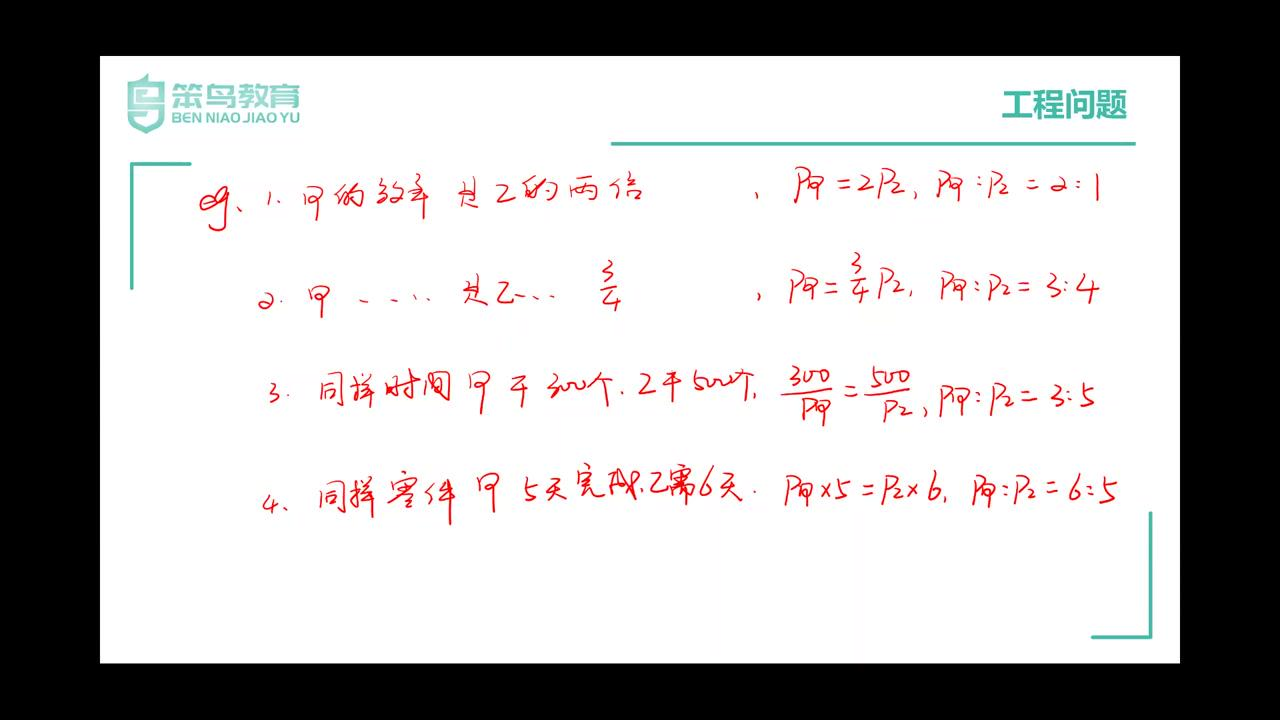 笨鸟教育
BEN NIAO JIAO YU
工程问题
eg、1. 甲的效率是乙的两倍 , P甲=2P乙, P甲:P乙=2:1
2. 甲 .... 是乙... 3/4 , P甲=3/4P乙, P甲:P乙=3:4
3. 同样时间甲干300个.乙干500个, 300/P甲=500/P乙, P甲:P乙=3:5
4、同样零件甲5天完成.乙需6天. P甲×5=P乙×6, P甲:P乙=6:5